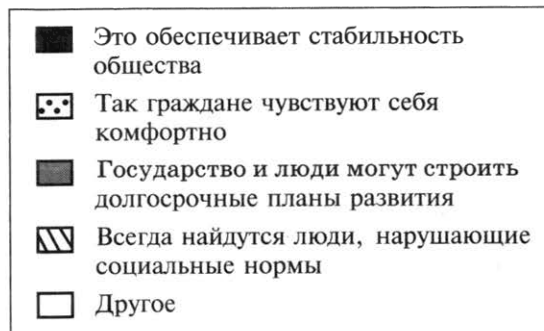 Это обеспечивает стабильность
общества
Так граждане чувствуют себя
комфортно
Государство и люди могут строить
долгосрочные планы развития
Всегда найдутся люди, нарушающие
социальные нормы
Другое